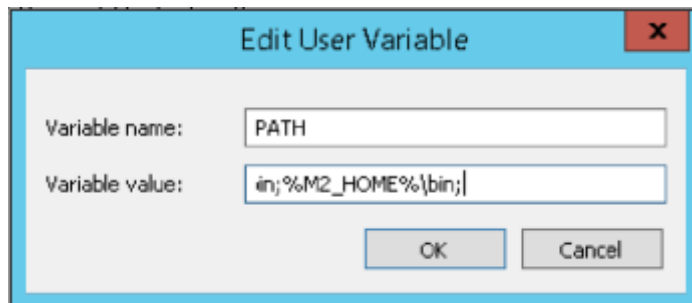 Edit User Variable
x
Variable name: PATH
Variable value: in;%M2_HOME%\bin;
OK Cancel